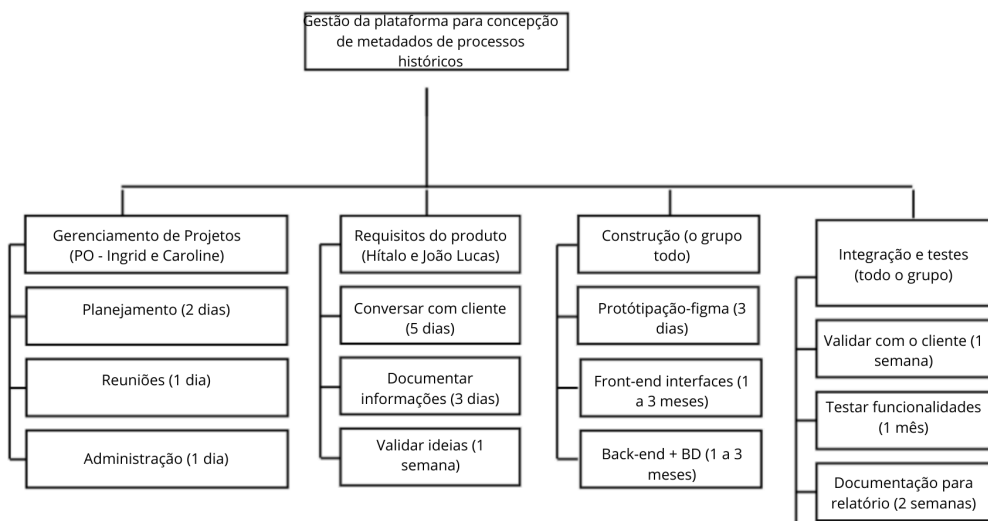 Gestão da plataforma para concepção
de metadados de processos
históricos
Gerenciamento de Projetos
(PO - Ingrid e Caroline)
Planejamento (2 dias)
Reuniões (1 dia)
Administração (1 dia)
Requisitos do produto
(Hítalo e João Lucas)
Conversar com cliente
(5 dias)
Documentar
informações (3 dias)
Validar ideias (1
semana)
Construção (o grupo
todo)
Protótipação-figma (3
dias)
Front-end interfaces (1
a 3 meses)
Back-end + BD (1 a 3
meses)
Integração e testes
(todo o grupo)
Validar com o cliente (1
semana)
Testar funcionalidades
(1 mês)
Documentação para
relatório (2 semanas)